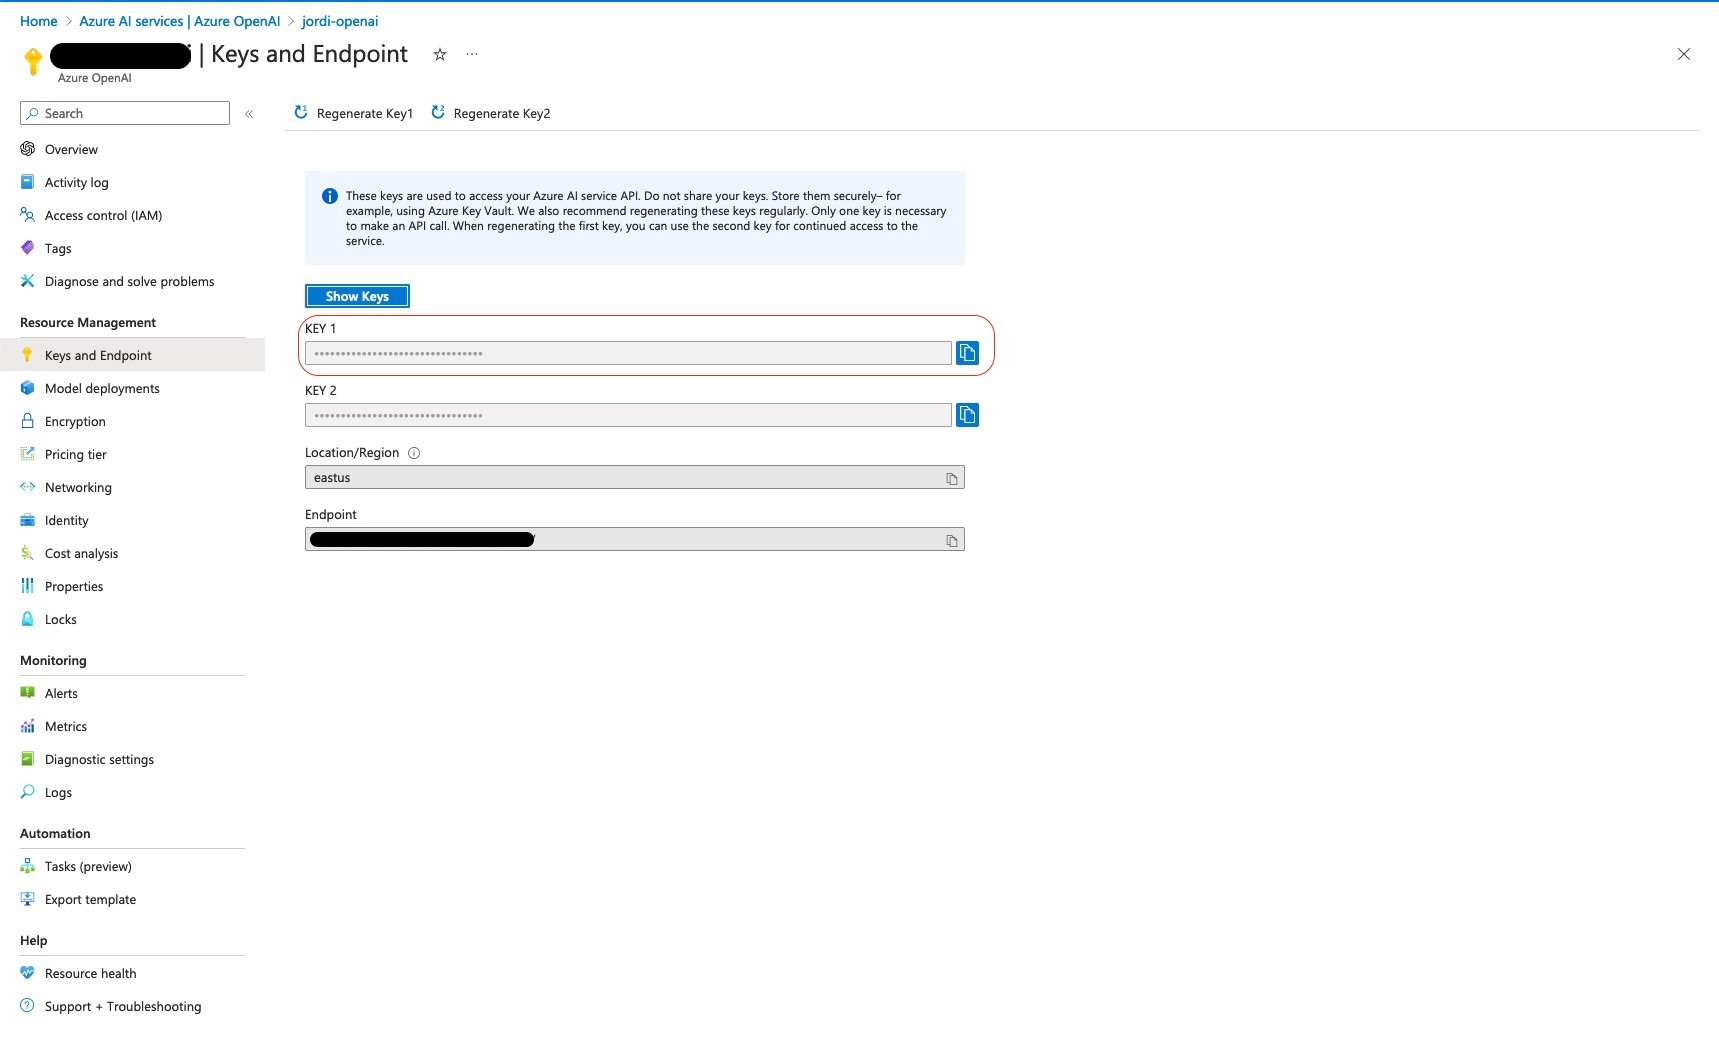 Home > Azure AI services | Azure OpenAI > jordi-openai
| Keys and Endpoint
Azure OpenAI
Search
«
Overview
Activity log
Access control (IAM)
Tags
Diagnose and solve problems
Resource Management
Keys and Endpoint
Model deployments
Encryption
Pricing tier
Networking
Identity
Cost analysis
Properties
Locks
Monitoring
Alerts
Metrics
Diagnostic settings
Logs
Automation
Tasks (preview)
Export template
Help
Resource health
Support + Troubleshooting
Regenerate Key1
Regenerate Key2
These keys are used to access your Azure AI service API. Do not share your keys. Store them securely– for
example, using Azure Key Vault. We also recommend regenerating these keys regularly. Only one key is necessary
to make an API call. When regenerating the first key, you can use the second key for continued access to the
service.
Show Keys
KEY 1
KEY 2
Location/Region
eastus
Endpoint